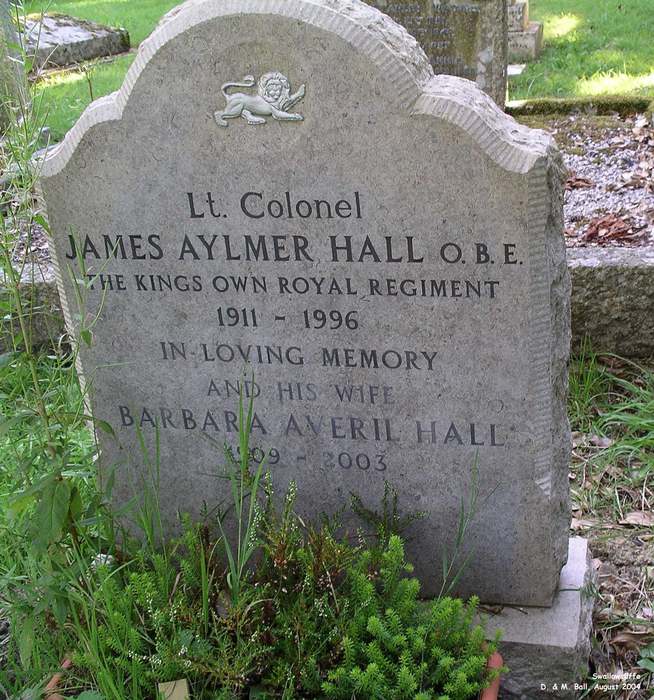 Lt. Colonel
JAMES AYLMER HALL O.B.E.
THE KINGS OWN ROYAL REGIMENT
1911 - 1996
IN LOVING MEMORY
AND HIS WIFE
BARBARA AVERIL HALL
1909 - 2003
Swallowcliffe
D. & M. Ball, August 2004